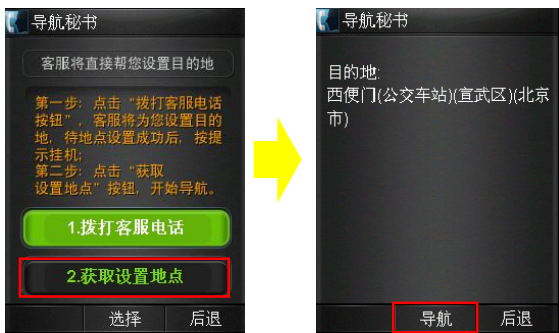 导航秘书
客服将直接帮您设置目的地
第一步：点击“拨打客服电话
按钮”，客服将为您设置目的
地，待地点设置成功后，按提
示挂机;
第二步：点击“获取
设置地点”按钮，开始导航。
1.拨打客服电话
2.获取设置地点
选择 后退
导航秘书
目的地:
西便门(公交车站)(宣武区)(北京
市)
导航 后退